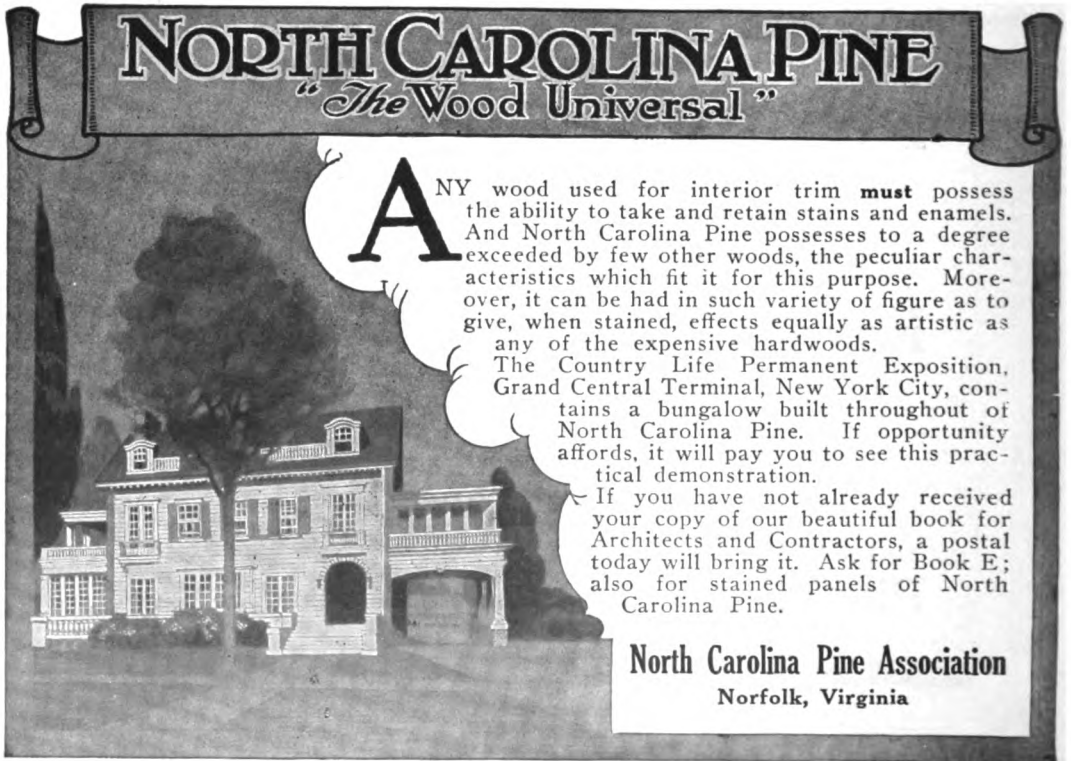 NORTH CAROLINA PINE
"The Wood Universal"
ANY wood used for interior trim must possess
the ability to take and retain stains and enamels.
And North Carolina Pine possesses to a degree
exceeded by few other woods, the peculiar char-
acteristics which fit it for this purpose. More-
over, it can be had in such variety of figure as to
give, when stained, effects equally as artistic as
any of the expensive hardwoods.
The Country Life Permanent Exposition,
Grand Central Terminal, New York City, con-
tains a bungalow built throughout of
North Carolina Pine. If opportunity
affords, it will pay you to see this prac-
tical demonstration.
If you have not already received
your copy of our beautiful book for
Architects and Contractors, a postal
today will bring it. Ask for Book E;
also for stained panels of North
Carolina Pine.
North Carolina Pine Association
Norfolk, Virginia